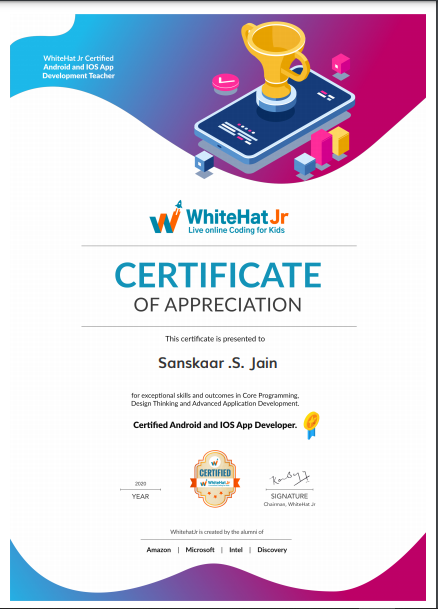 WhiteHat Jr Certified
Android and IOS App
Development Teacher
WhiteHat Jr
Live online Coding for Kids
CERTIFICATE
OF APPRECIATION
This certificate is presented to
Sanskaar .S. Jain
for exceptional skills and outcomes in Core Programming,
Design Thinking and Advanced Application Development.
Certified Android and IOS App Developer.
CERTIFIED
WhiteHat Jr
2020
YEAR
SIGNATURE
Chairman, WhiteHat Jr
WhitehatJr is created by the alumni of
Amazon | Microsoft | Intel | Discovery